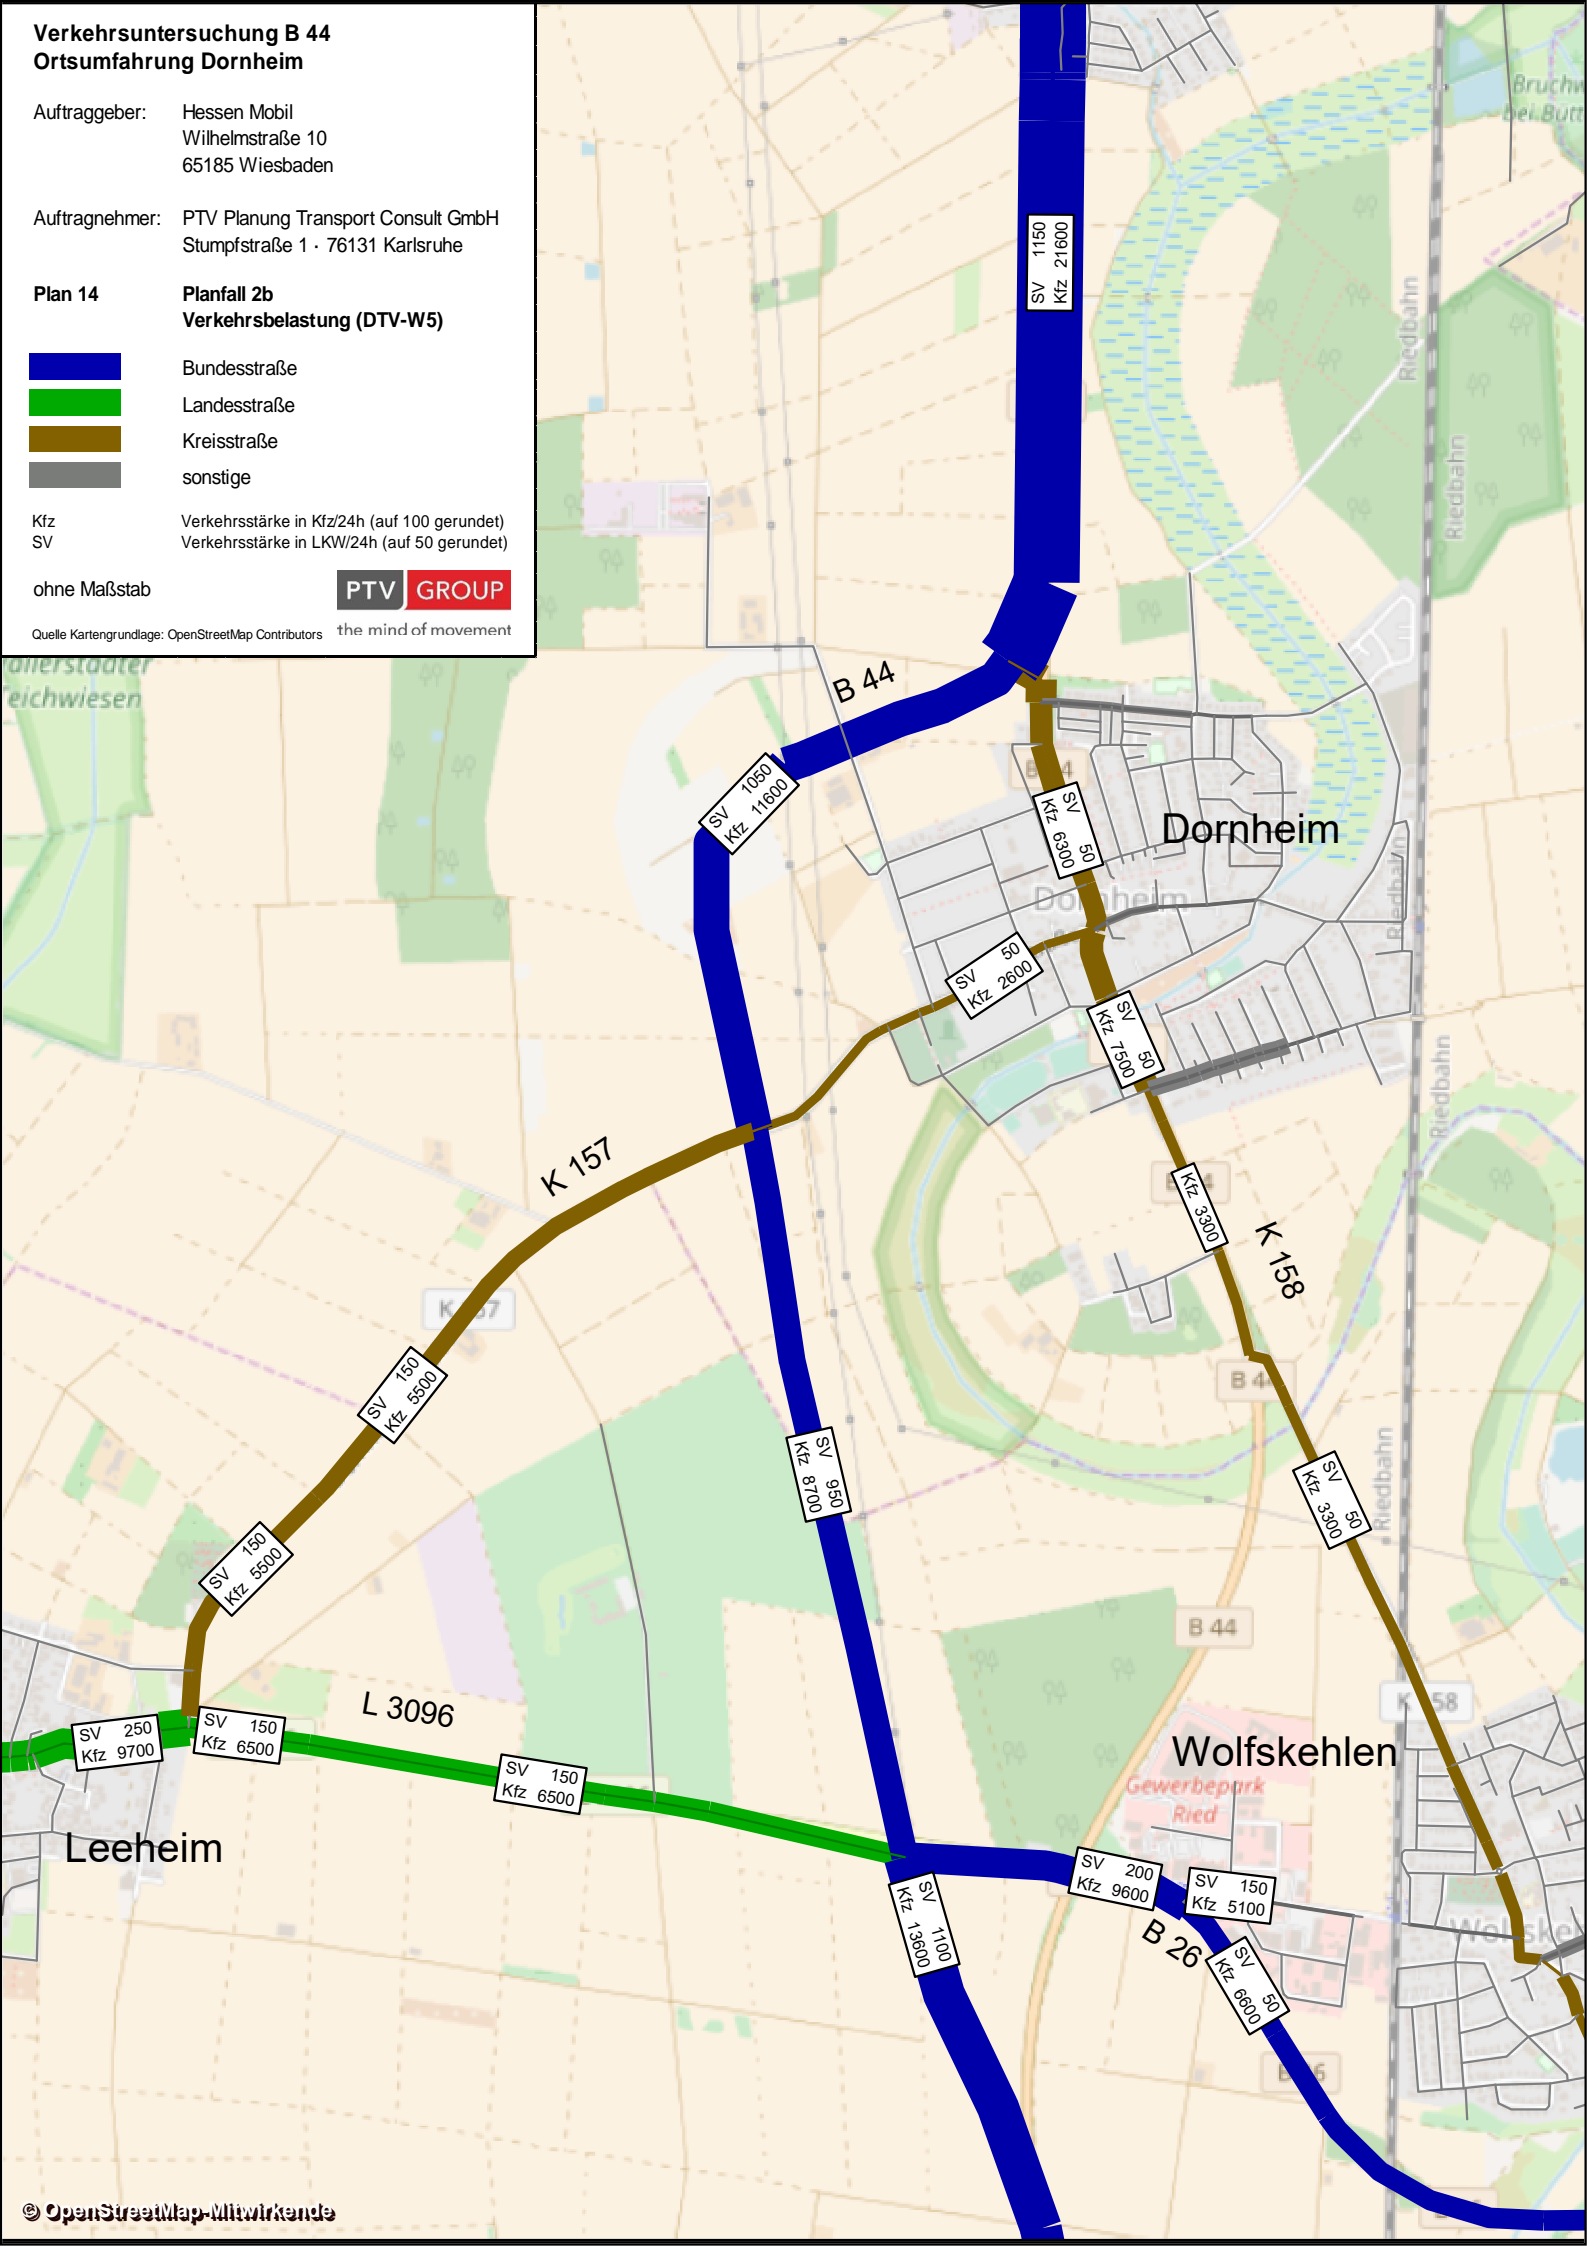 Verkehrsuntersuchung B 44
Ortsumfahrung Dornheim
Auftraggeber: Hessen Mobil
Wilhelmstraße 10
65185 Wiesbaden
Auftragnehmer: PTV Planung Transport Consult GmbH
Stumpfstraße 1 · 76131 Karlsruhe
Plan 14 Planfall 2b
Verkehrsbelastung (DTV-W5)
Bundesstraße
Landesstraße
Kreisstraße
sonstige
Kfz Verkehrsstärke in Kfz/24h (auf 100 gerundet)
SV Verkehrsstärke in LKW/24h (auf 50 gerundet)
ohne Maßstab
PTV GROUP
the mind of movement
Quelle Kartengrundlage: OpenStreetMap Contributors
SV 1150
Kfz 21600
Riedbahn
Riedbahn
B 44
SV 1050
Kfz 11600
SV 50
Kfz 6300
Dornheim
Riedbahn
SV 50
Kfz 2600
SV 50
Kfz 7500
Riedbahn
K 157
Kfz 3300
K 158
SV 150
Kfz 5500
B 44
SV 950
Kfz 8700
SV 50
Kfz 3300
Riedbahn
SV 150
Kfz 5500
B 44
L 3096
SV 250
Kfz 9700
SV 150
Kfz 6500
SV 150
Kfz 6500
Wolfskehlen
Gewerbepark
Ried
Leeheim
SV 200
Kfz 9600
SV 150
Kfz 5100
SV 1100
Kfz 13600
B 26
SV 50
Kfz 6600
© OpenStreetMap-Mitwirkende